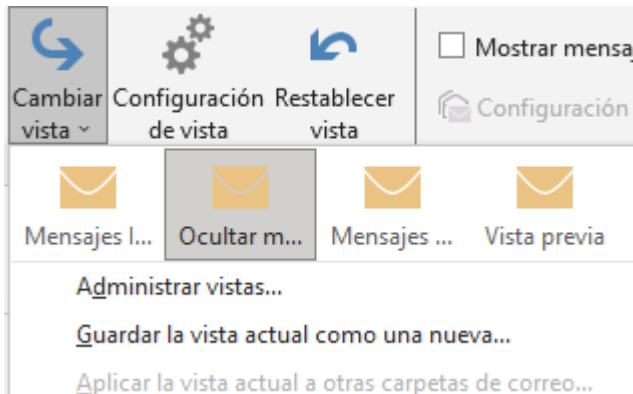 Mostrar mensaj
Cambiar vista
Configuración de vista
Restablecer vista
Configuración
Mensajes l...
Ocultar m...
Mensajes ...
Vista previa
Administrar vistas...
Guardar la vista actual como una nueva...
Aplicar la vista actual a otras carpetas de correo...